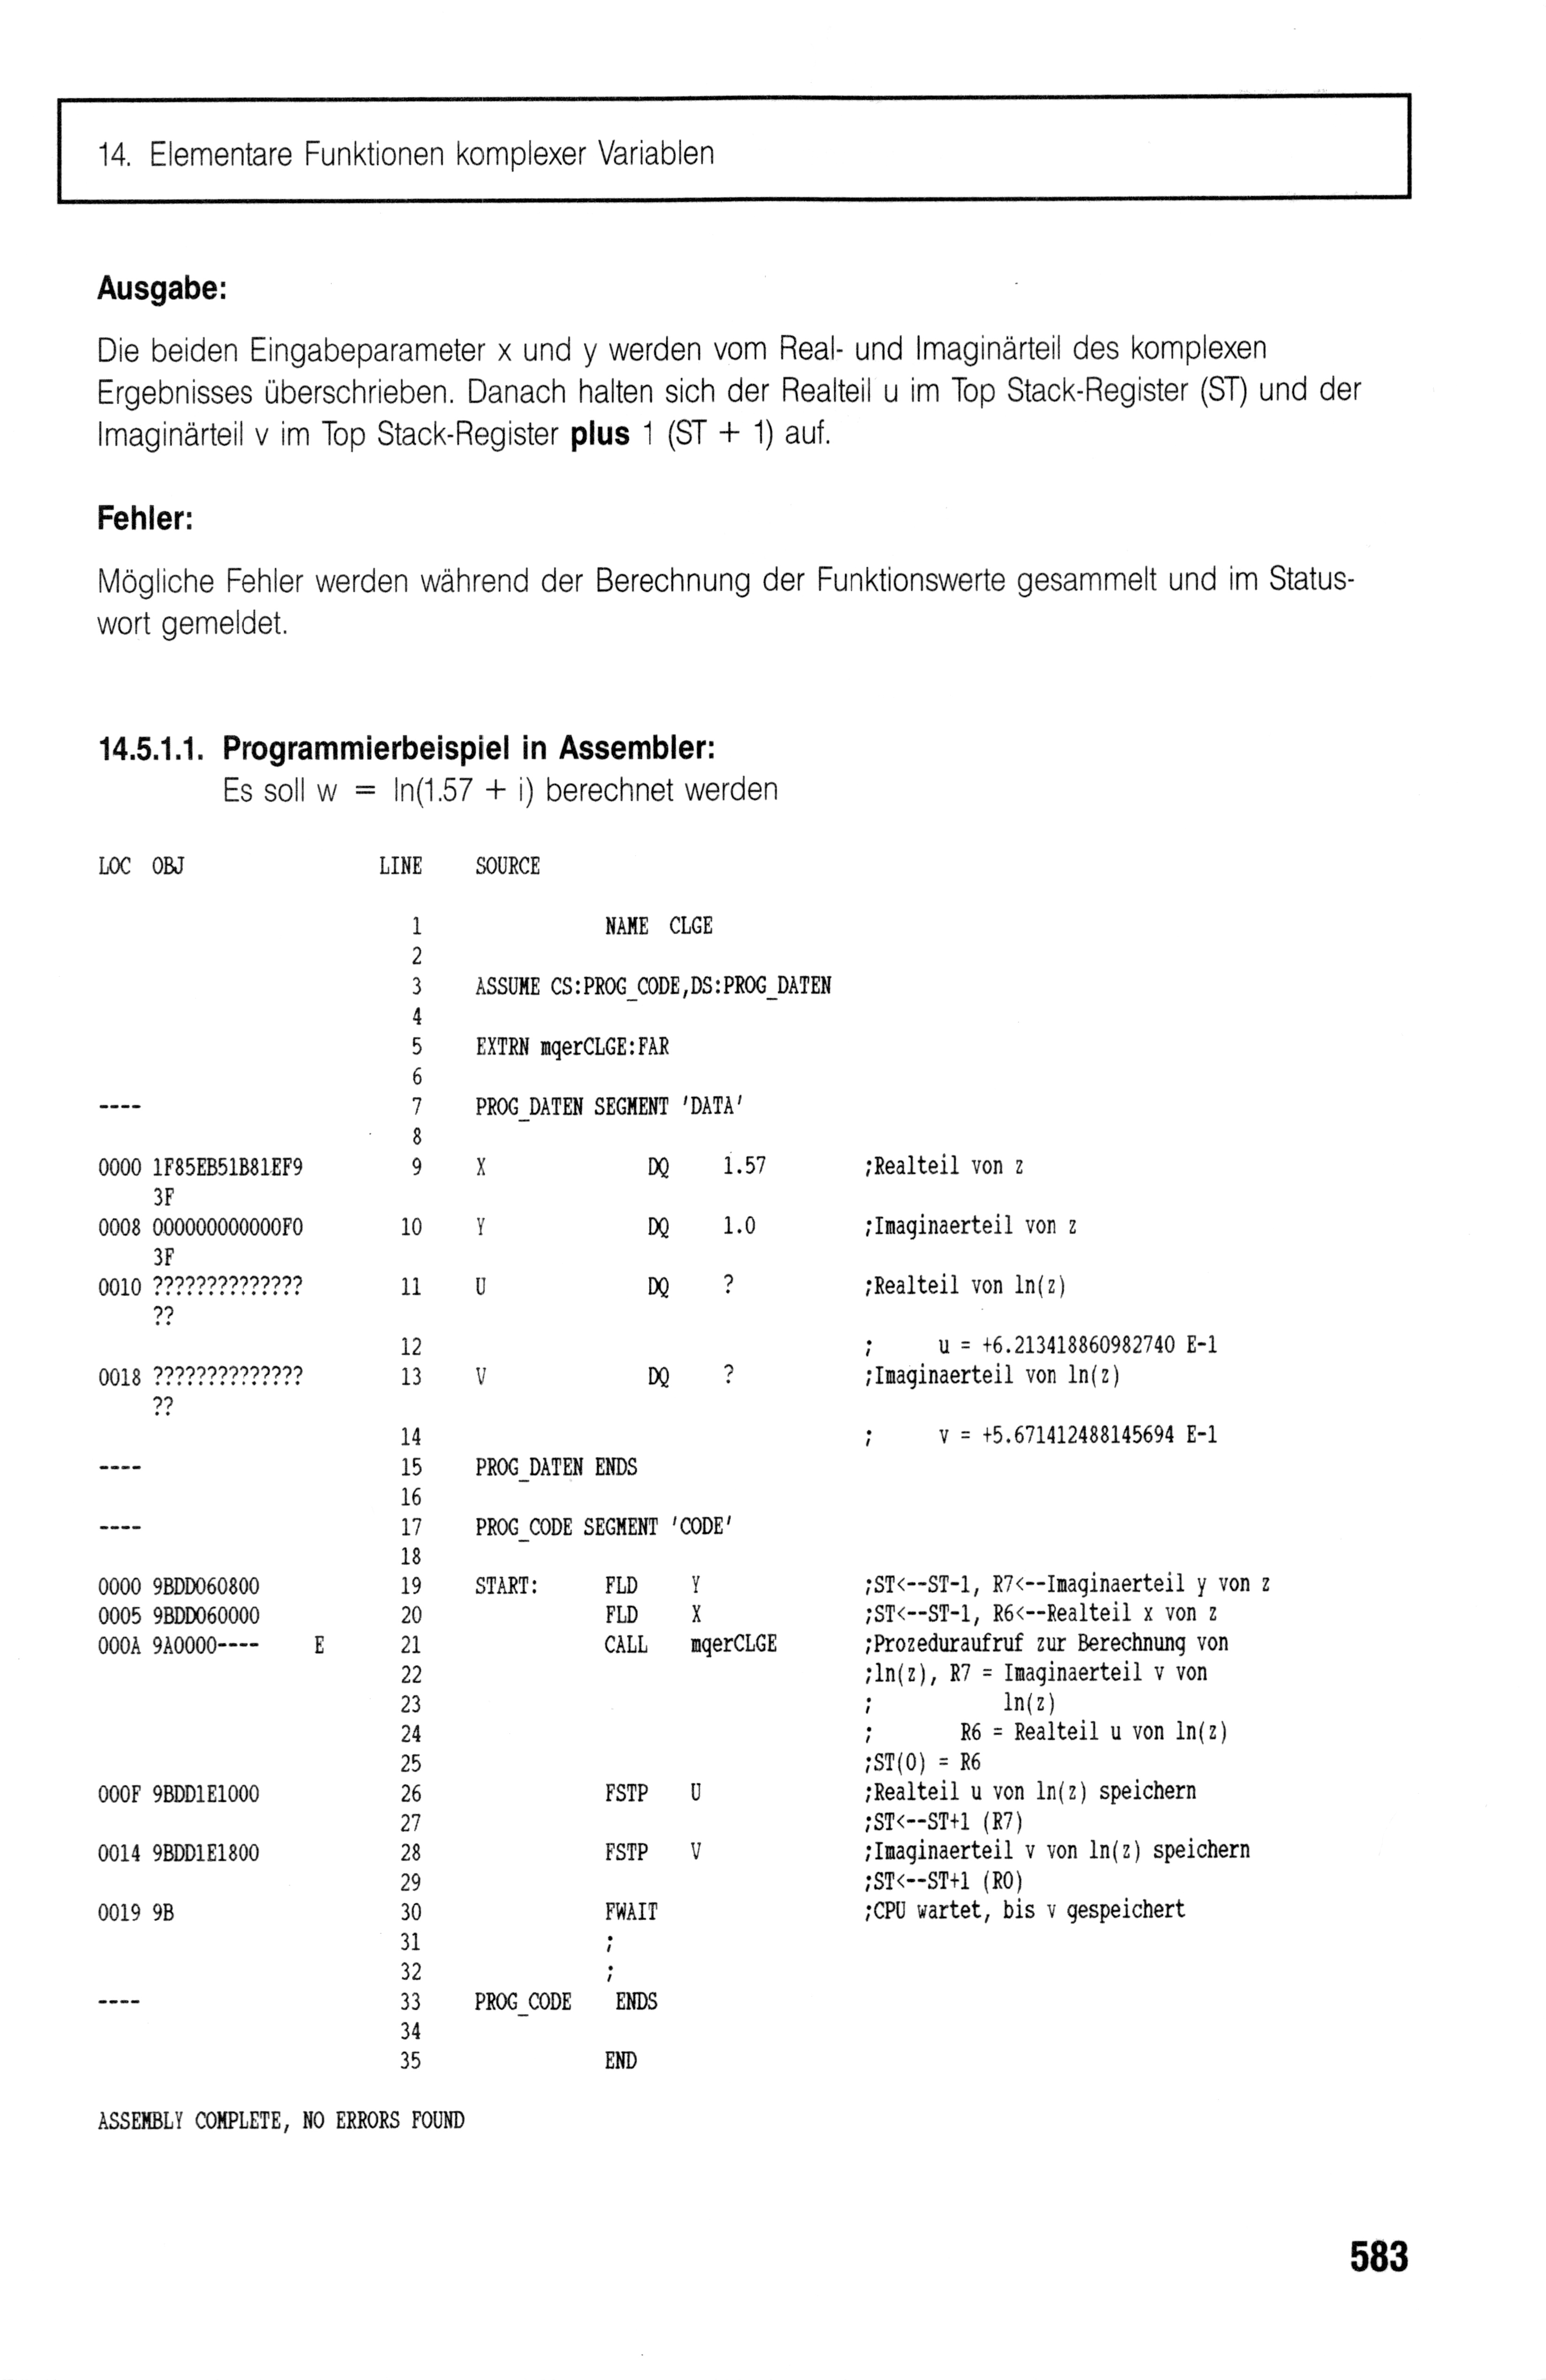 14. Elementare Funktionen komplexer Variablen
Ausgabe:
Die beiden Eingabeparameter x und y werden vom Real- und Imaginärteil des komplexen
Ergebnisses überschrieben. Danach halten sich der Realteil u im Top Stack-Register (ST) und der
Imaginärteil v im Top Stack-Register plus 1 (ST + 1) auf.
Fehler:
Mögliche Fehler werden während der Berechnung der Funktionswerte gesammelt und im Status-
wort gemeldet.
14.5.1.1. Programmierbeispiel in Assembler:
Es soll w = ln(1.57 + i) berechnet werden
LOC OBJ LINE SOURCE
1 NAME CLGE
2
3 ASSUME CS:PROG_CODE,DS:PROG_DATEN
4
5 EXTRN mqerCLGE:FAR
6
---- 7 PROG_DATEN SEGMENT 'DATA'
8
0000 1F85EB51B81EF9 9 X DQ 1.57 ;Realteil von z
3F
0008 000000000000F0 10 Y DQ 1.0 ;Imaginaerteil von z
3F
0010 ?????????????? 11 U DQ ? ;Realteil von ln(z)
??
12 ; u = +6.213418860982740 E-1
0018 ?????????????? 13 V DQ ? ;Imaginaerteil von ln(z)
??
14 ; v = +5.671412488145694 E-1
---- 15 PROG_DATEN ENDS
16
---- 17 PROG_CODE SEGMENT 'CODE'
18
0000 9BDD060800 19 START: FLD Y ;ST<--ST-1, R7<--Imaginaerteil y von z
0005 9BDD060000 20 FLD X ;ST<--ST-1, R6<--Realteil x von z
000A 9A0000---- E 21 CALL mqerCLGE ;Prozeduraufruf zur Berechnung von
22 ;ln(z), R7 = Imaginaerteil v von
23 ; ln(z)
24 ; R6 = Realteil u von ln(z)
25 ;ST(0) = R6
000F 9BDD1E1000 26 FSTP U ;Realteil u von ln(z) speichern
27 ;ST<--ST+1 (R7)
0014 9BDD1E1800 28 FSTP V ;Imaginaerteil v von ln(z) speichern
29 ;ST<--ST+1 (R0)
0019 9B 30 FWAIT ;CPU wartet, bis v gespeichert
31 ;
32 ;
---- 33 PROG_CODE ENDS
34
35 END
ASSEMBLY COMPLETE, NO ERRORS FOUND
583